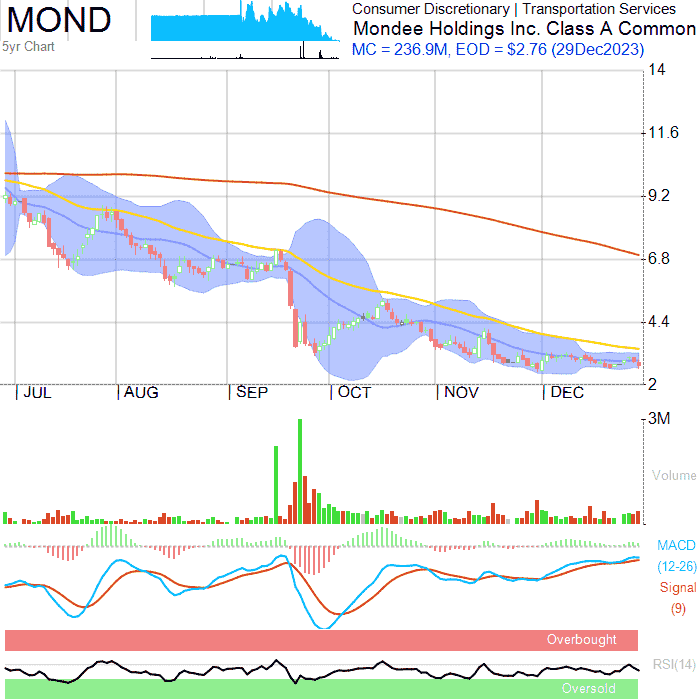 MOND
5yr Chart
Consumer Discretionary | Transportation Services
Mondee Holdings Inc. Class A Common
MC = 236.9M, EOD = $2.76 (29Dec2023)
14
11.6
9.2
6.8
4.4
2
JUL AUG SEP OCT NOV DEC
3M
Volume
MACD
(12-26)
Signal
(9)
Overbought
RSI(14)
Oversold